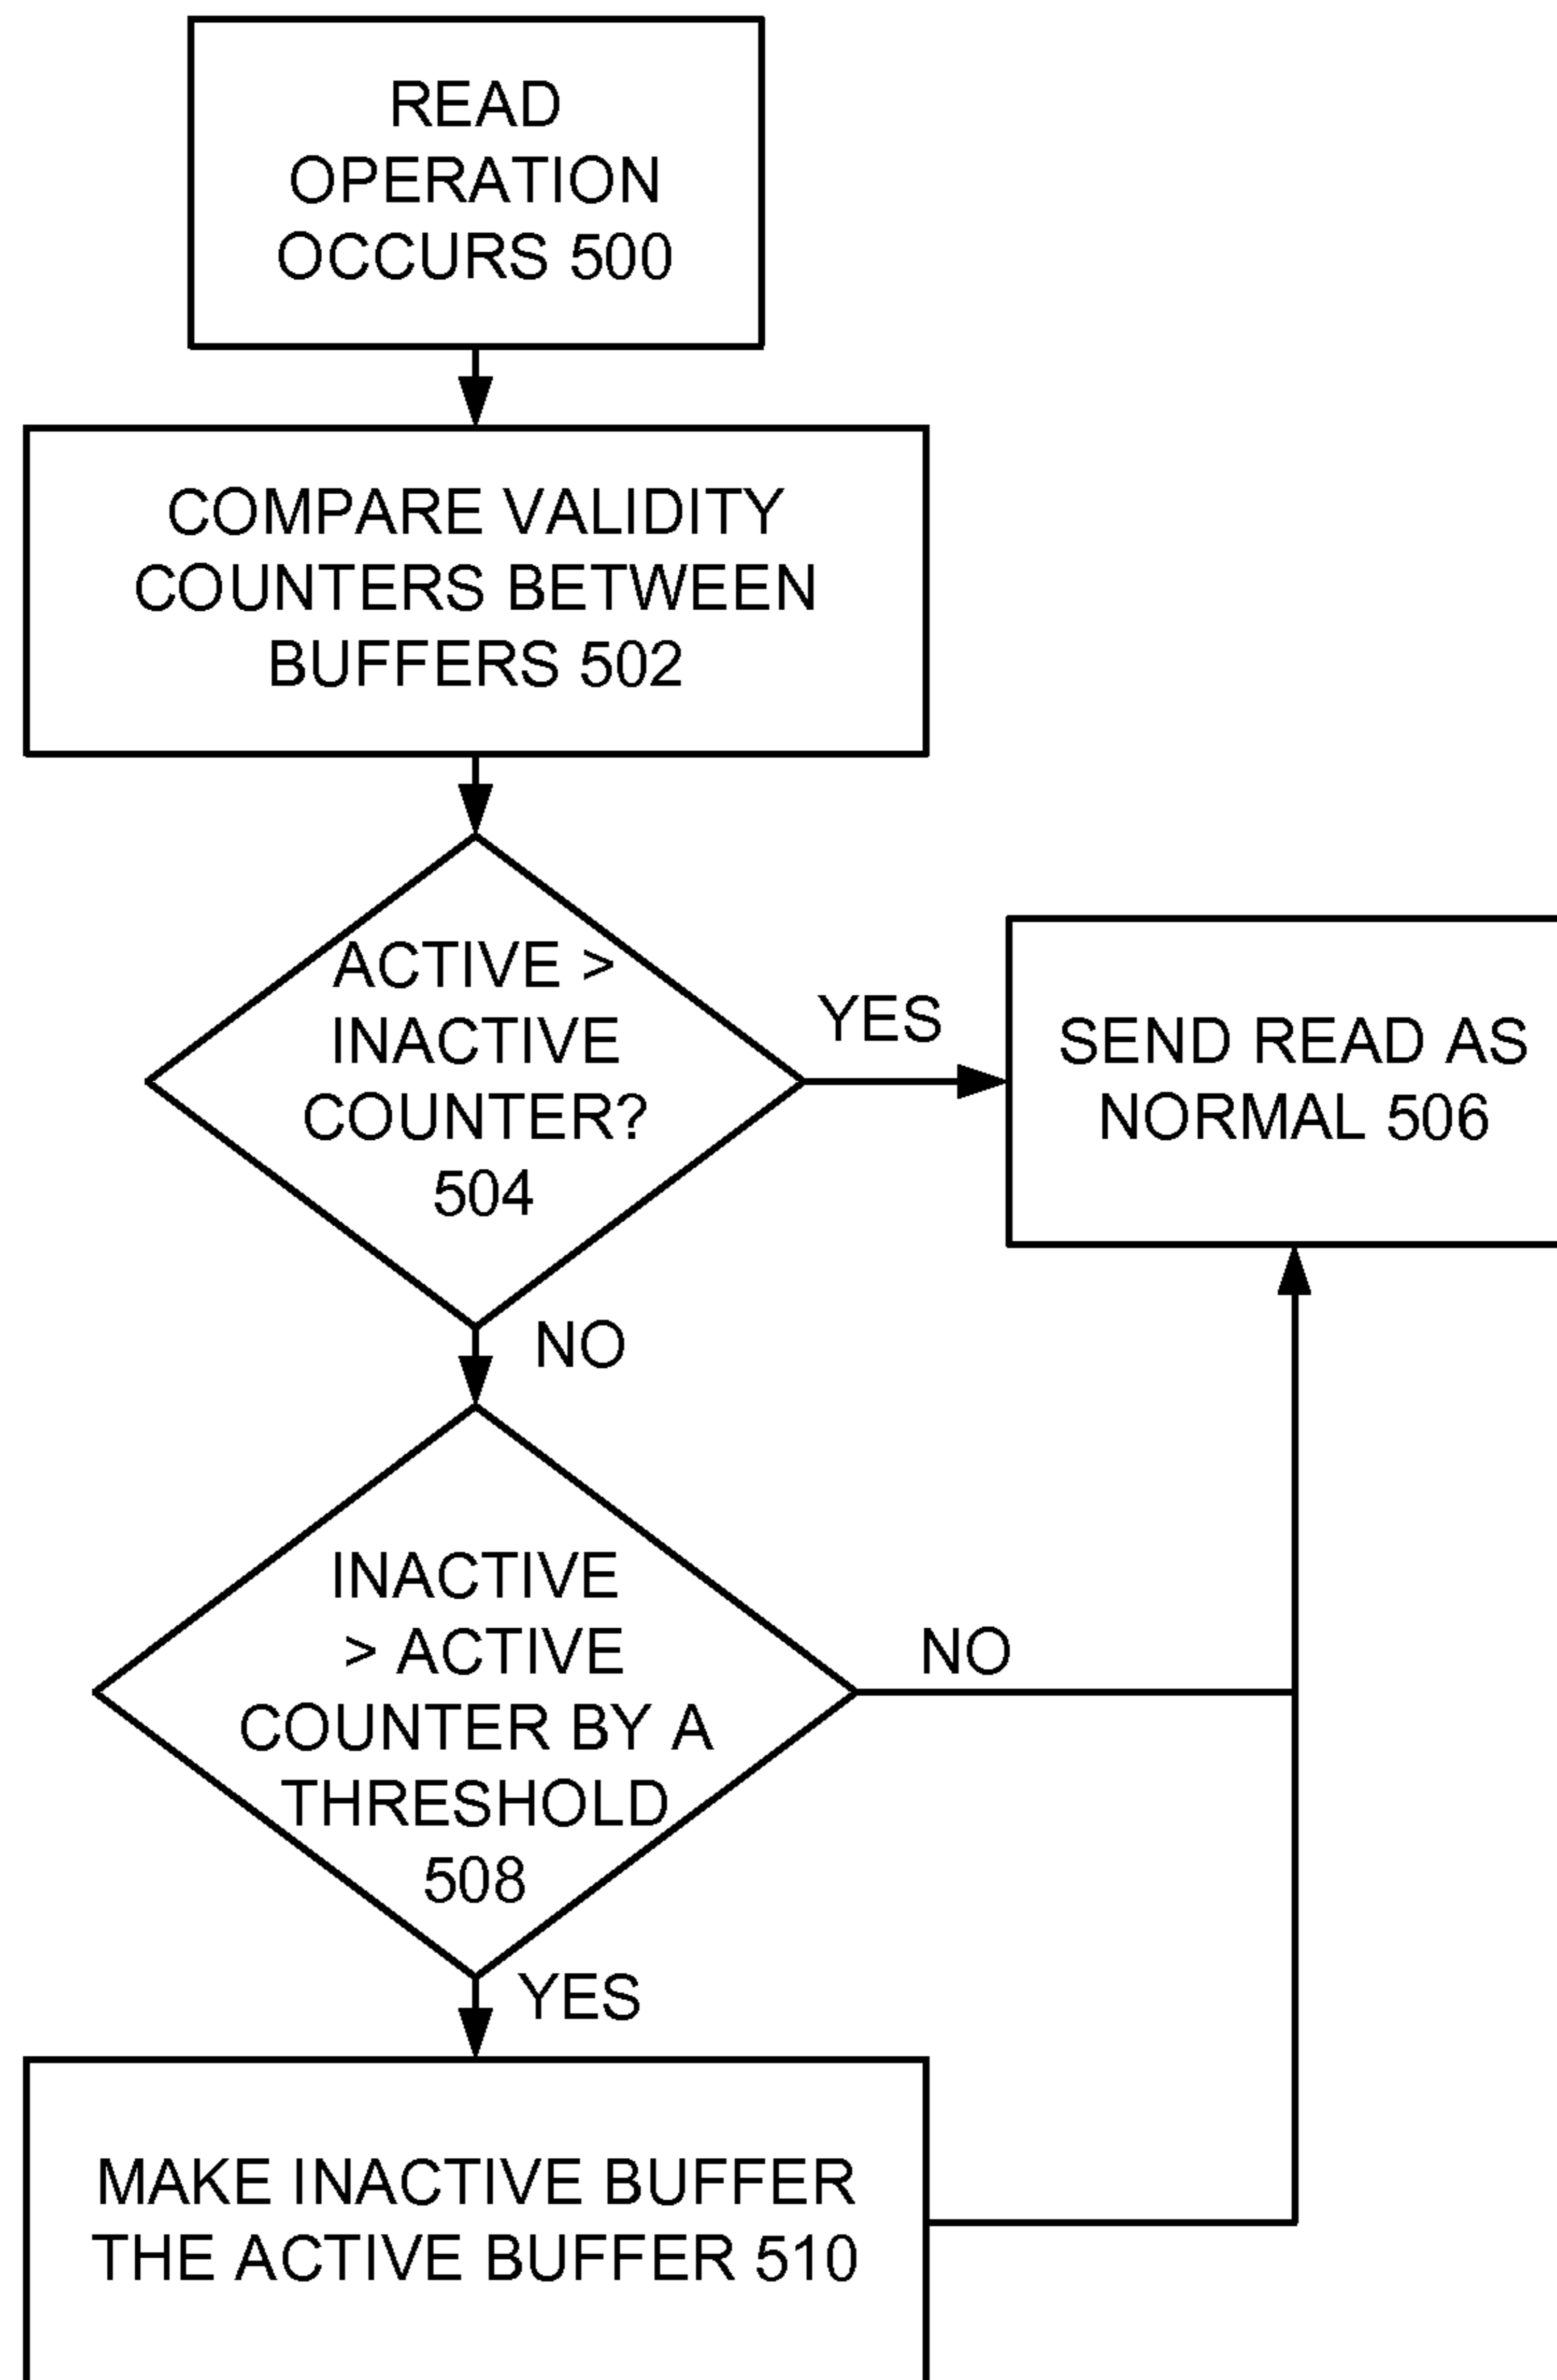 READ
OPERATION
OCCURS 500
COMPARE VALIDITY
COUNTERS BETWEEN
BUFFERS 502
ACTIVE >
INACTIVE
COUNTER?
504
YES
SEND READ AS
NORMAL 506
NO
INACTIVE
> ACTIVE
COUNTER BY A
THRESHOLD
508
NO
YES
MAKE INACTIVE BUFFER
THE ACTIVE BUFFER 510